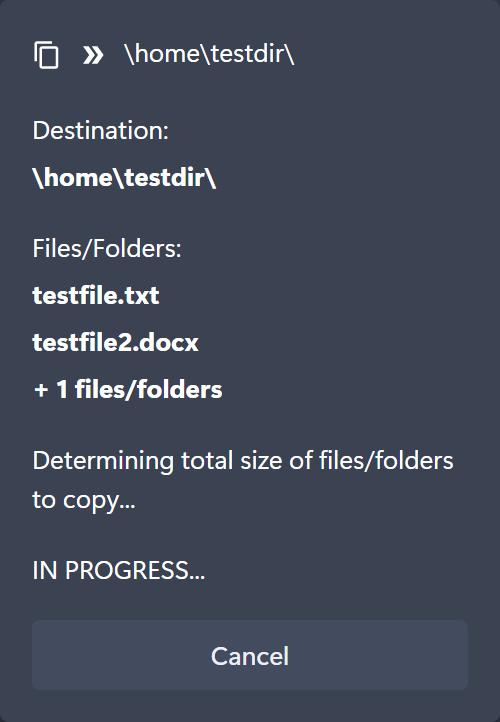 \home\testdir\
Destination:
\home\testdir\
Files/Folders:
testfile.txt
testfile2.docx
+ 1 files/folders
Determining total size of files/folders
to copy...
IN PROGRESS...
Cancel